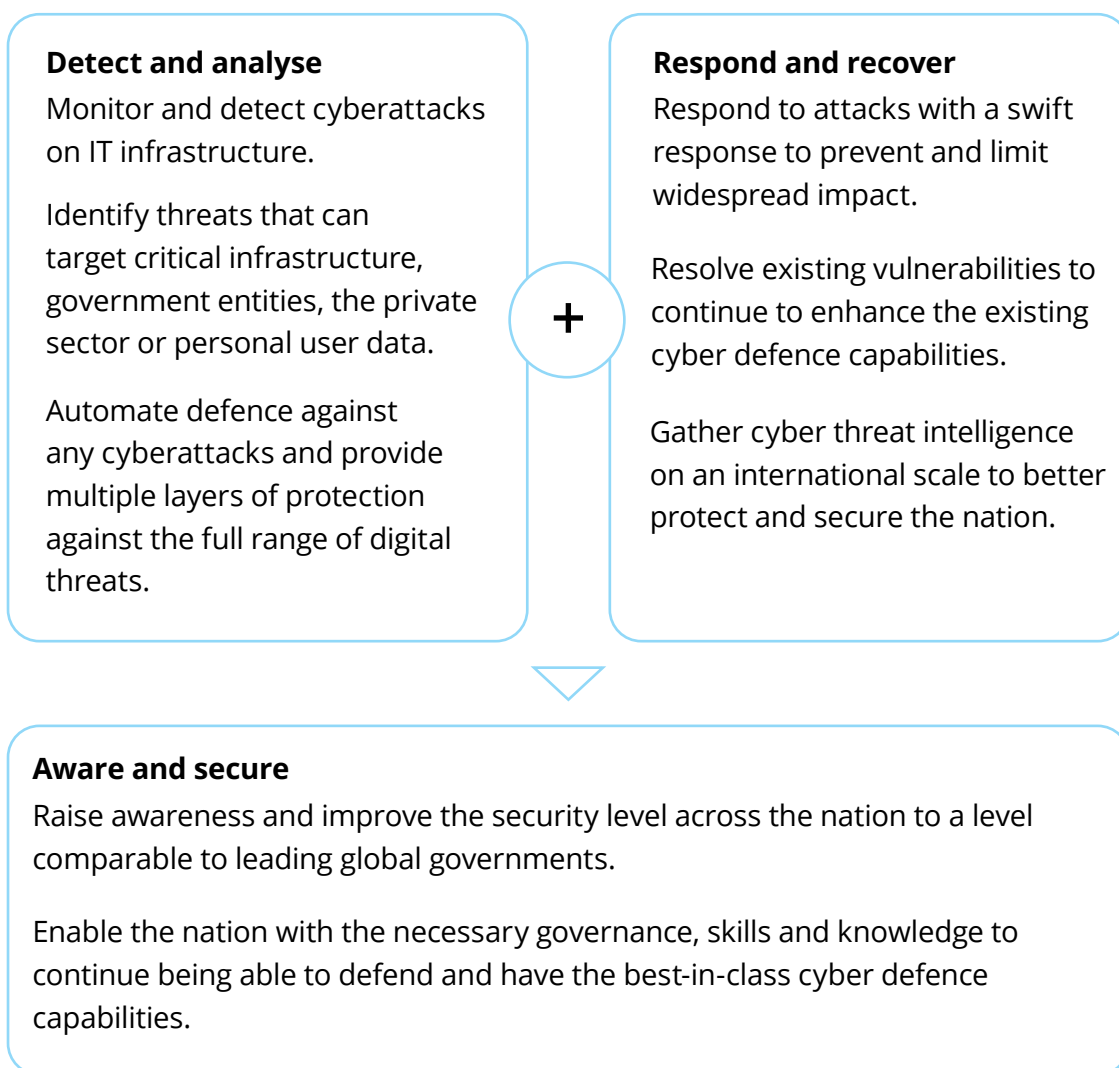 Detect and analyse
Monitor and detect cyberattacks
on IT infrastructure.
Identify threats that can
target critical infrastructure,
government entities, the private
sector or personal user data.
Automate defence against
any cyberattacks and provide
multiple layers of protection
against the full range of digital
threats.
+
Respond and recover
Respond to attacks with a swift
response to prevent and limit
widespread impact.
Resolve existing vulnerabilities to
continue to enhance the existing
cyber defence capabilities.
Gather cyber threat intelligence
on an international scale to better
protect and secure the nation.
Aware and secure
Raise awareness and improve the security level across the nation to a level
comparable to leading global governments.
Enable the nation with the necessary governance, skills and knowledge to
continue being able to defend and have the best-in-class cyber defence
capabilities.